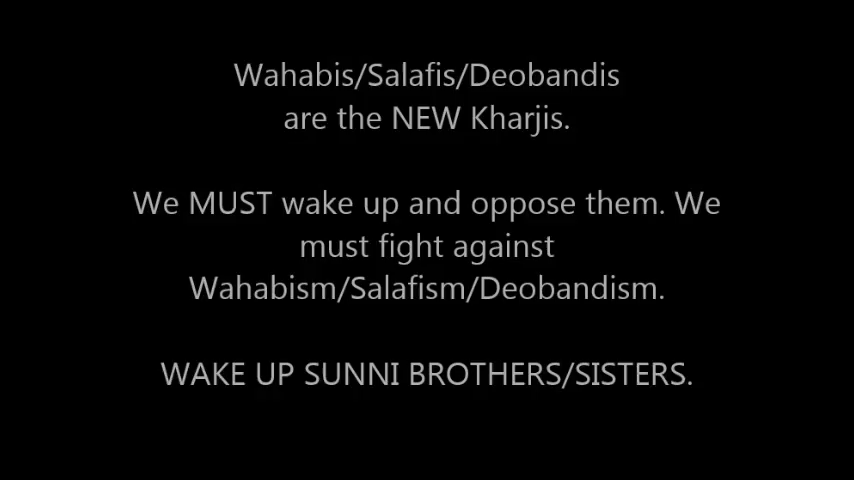 Wahabis/Salafis/Deobandis
are the NEW Kharjis.
We MUST wake up and oppose them. We
must fight against
Wahabism/Salafism/Deobandism.
WAKE UP SUNNI BROTHERS/SISTERS.